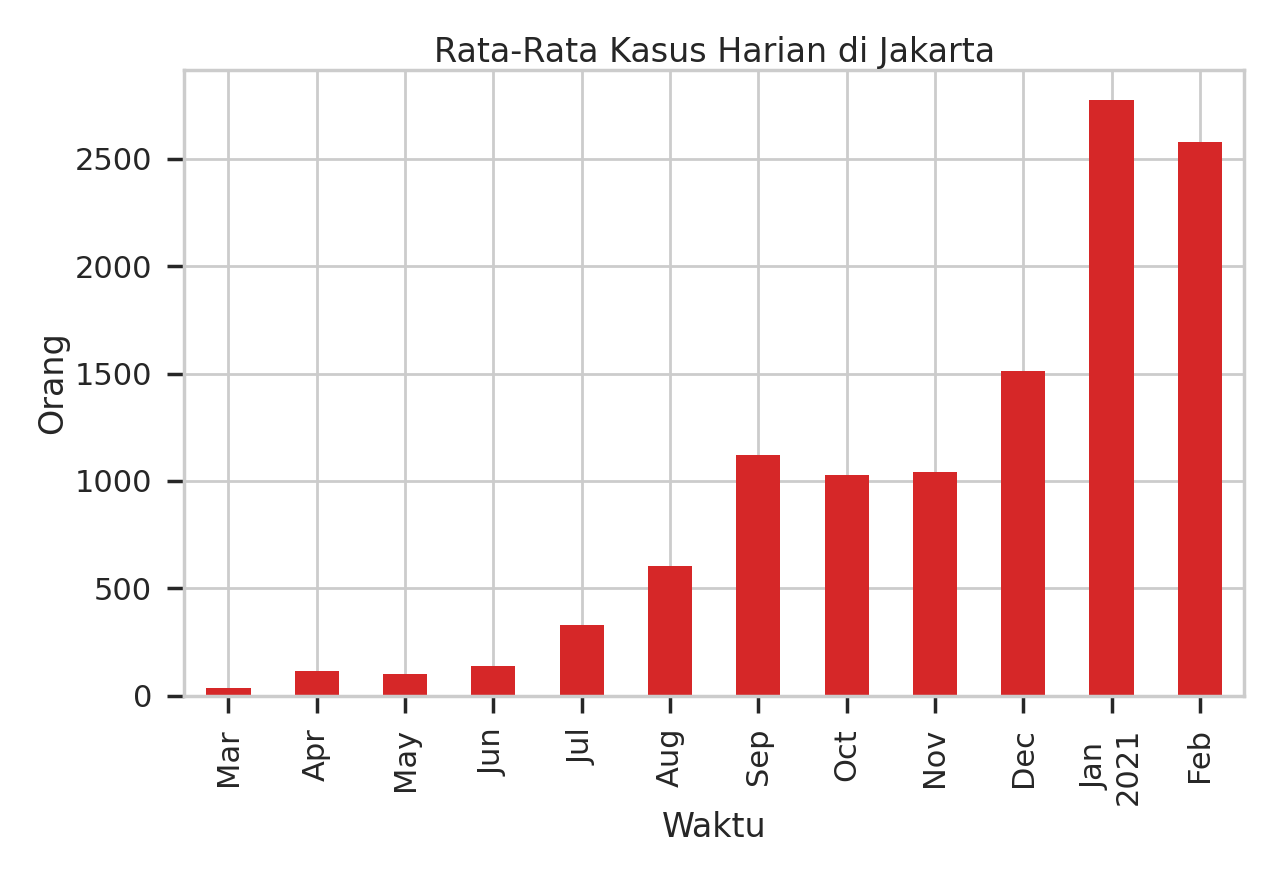 Rata-Rata Kasus Harian di Jakarta
Orang
2500
2000
1500
1000
500
0
Mar
Apr
May
Jun
Jul
Aug
Sep
Oct
Nov
Dec
Jan
2021
Feb
Waktu